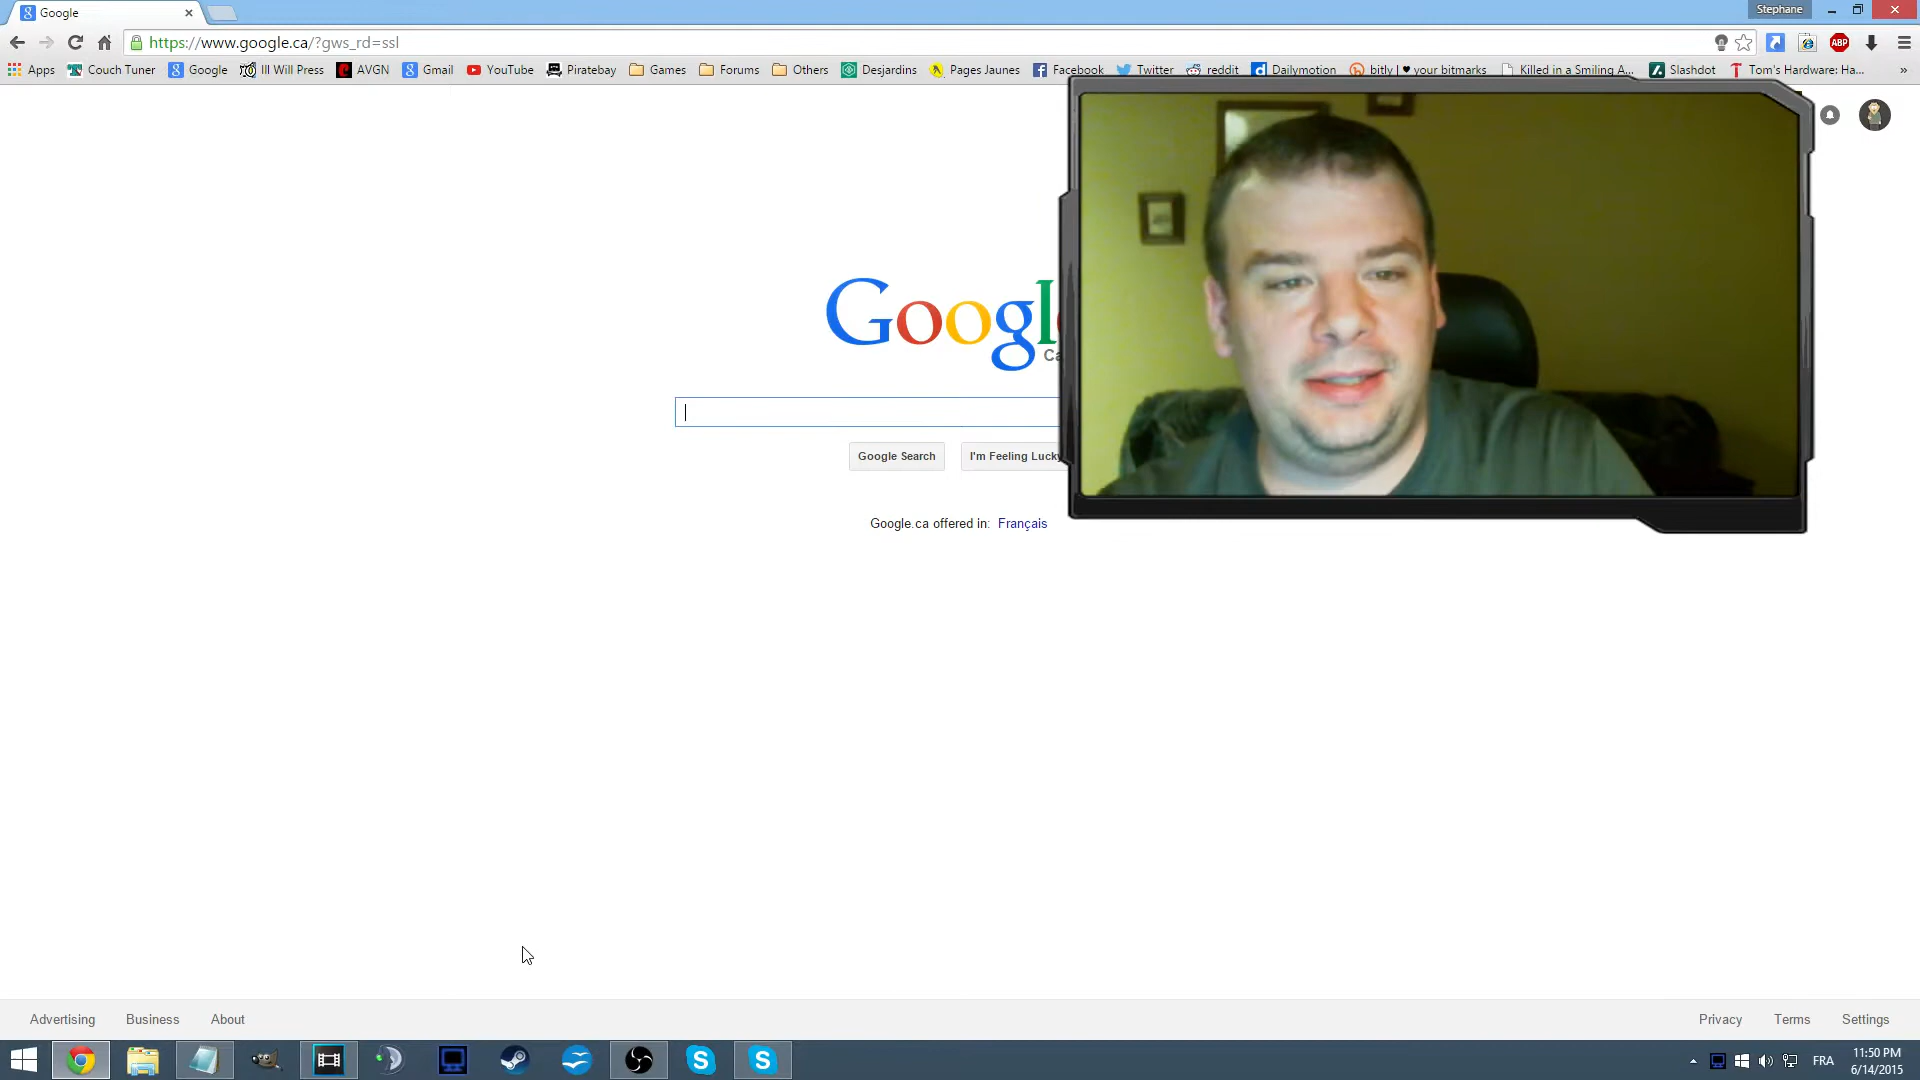 Google
Stephane
https://www.google.ca/?gws_rd=ssl
ABP
Apps Couch Tuner Google Ill Will Press AVGN Gmail YouTube Piratebay Games Forums Others Desjardins Pages Jaunes Facebook Twitter reddit Dailymotion bitly | ♥ your bitmarks Killed in a Smiling A... Slashdot Tom's Hardware: Ha... »
Googl
Ca
Google Search I'm Feeling Lucky
Google.ca offered in: Français
Advertising Business About Privacy Terms Settings
FRA
11:50 PM
6/14/2015